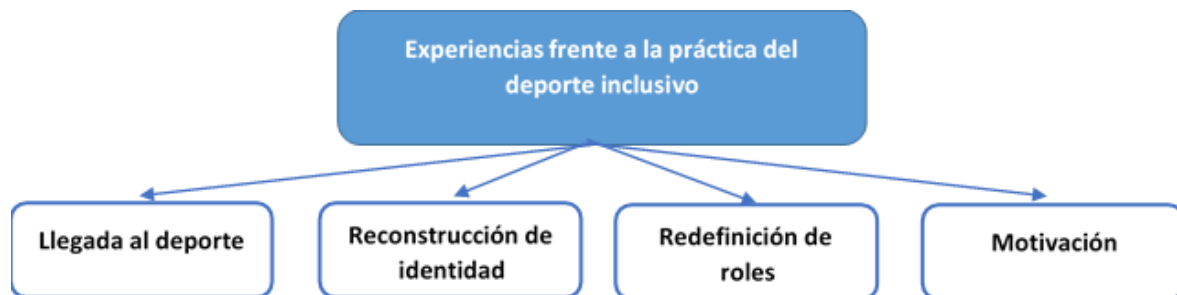 Experiencias frente a la práctica del
deporte inclusivo
Llegada al deporte
Reconstrucción de
identidad
Redefinición de
roles
Motivación